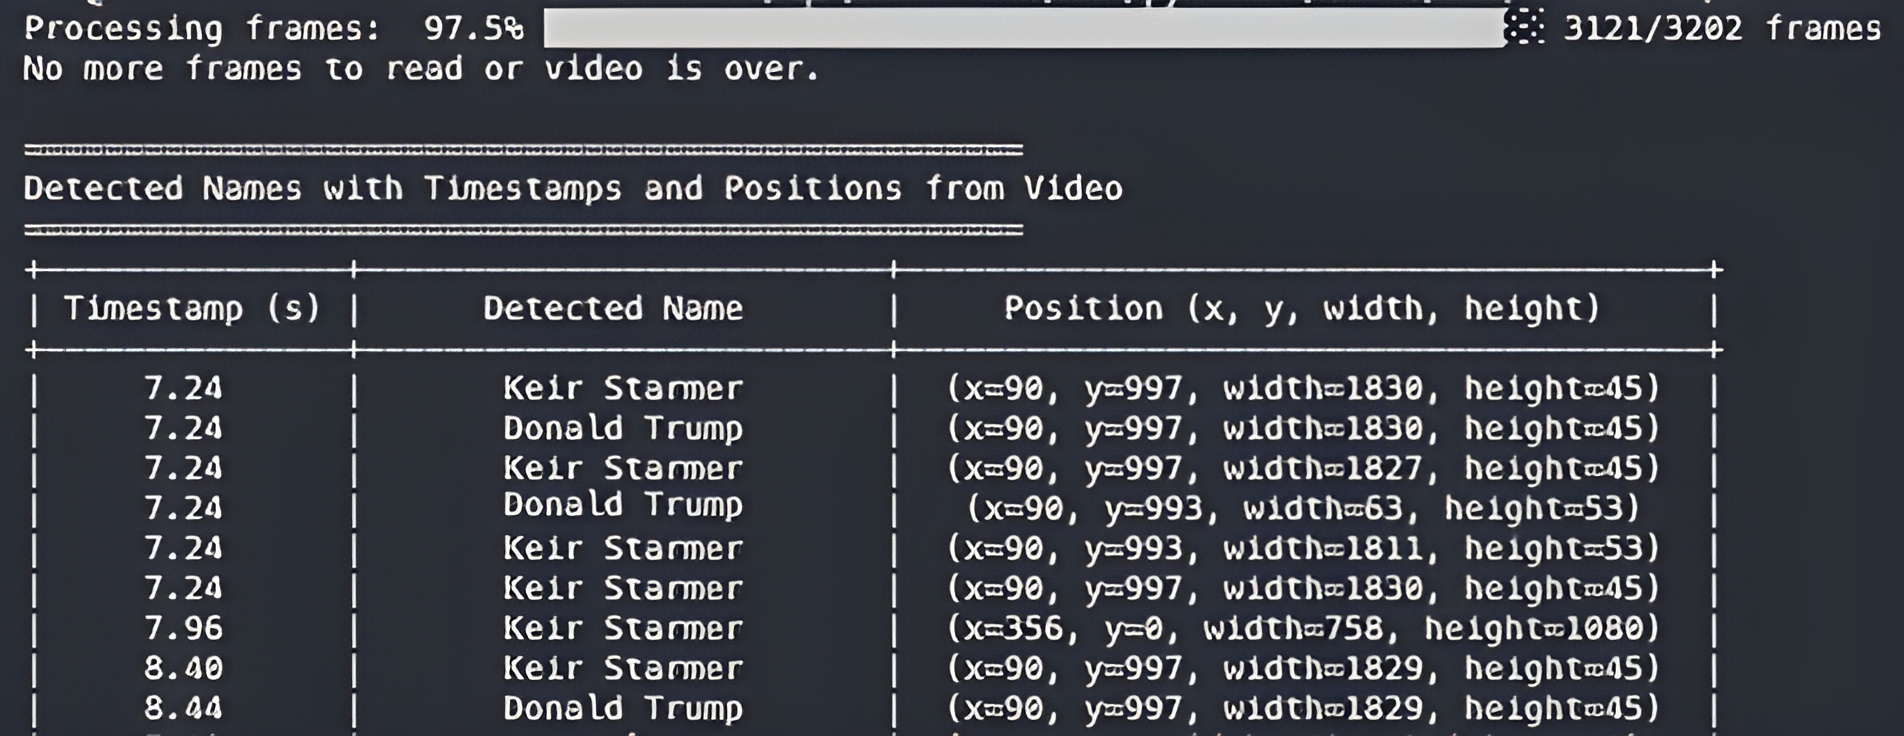 Processing frames: 97.5% 3121/3202 frames
No more frames to read or video is over.
Detected Names with Timestamps and Positions from Video
| Timestamp (s) | Detected Name | Position (x, y, width, height) |
| 7.24 | Keir Starmer | (x=90, y=997, width=1830, height=45) |
| 7.24 | Donald Trump | (x=90, y=997, width=1830, height=45) |
| 7.24 | Keir Starmer | (x=90, y=997, width=1827, height=45) |
| 7.24 | Donald Trump | (x=90, y=993, width=63, height=53) |
| 7.24 | Keir Starmer | (x=90, y=993, width=1811, height=53) |
| 7.24 | Keir Starmer | (x=90, y=997, width=1830, height=45) |
| 7.96 | Keir Starmer | (x=356, y=0, width=758, height=1080) |
| 8.40 | Keir Starmer | (x=90, y=997, width=1829, height=45) |
| 8.44 | Donald Trump | (x=90, y=997, width=1829, height=45) |